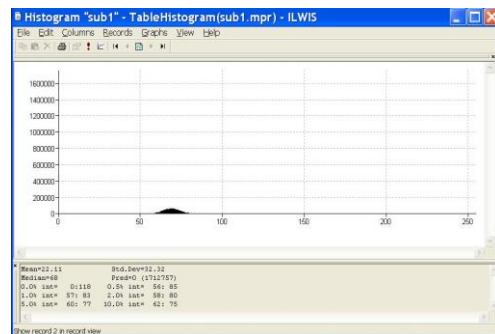 Histogram "sub1" - TableHistogram(sub1.mpr) - ILWIS
File Edit Columns Records Graphs View Help
1600000
1400000
1200000
1000000
800000
600000
400000
200000
0
0 50 100 150 200 250
Mean=22.11 Std.Dev=32.32
Median=68 Pred=0 (1712757)
0.0% int= 0:118 0.5% int= 56: 85
1.0% int= 57: 83 2.0% int= 58: 80
5.0% int= 60: 77 10.0% int= 62: 75
Show record 2 in record view